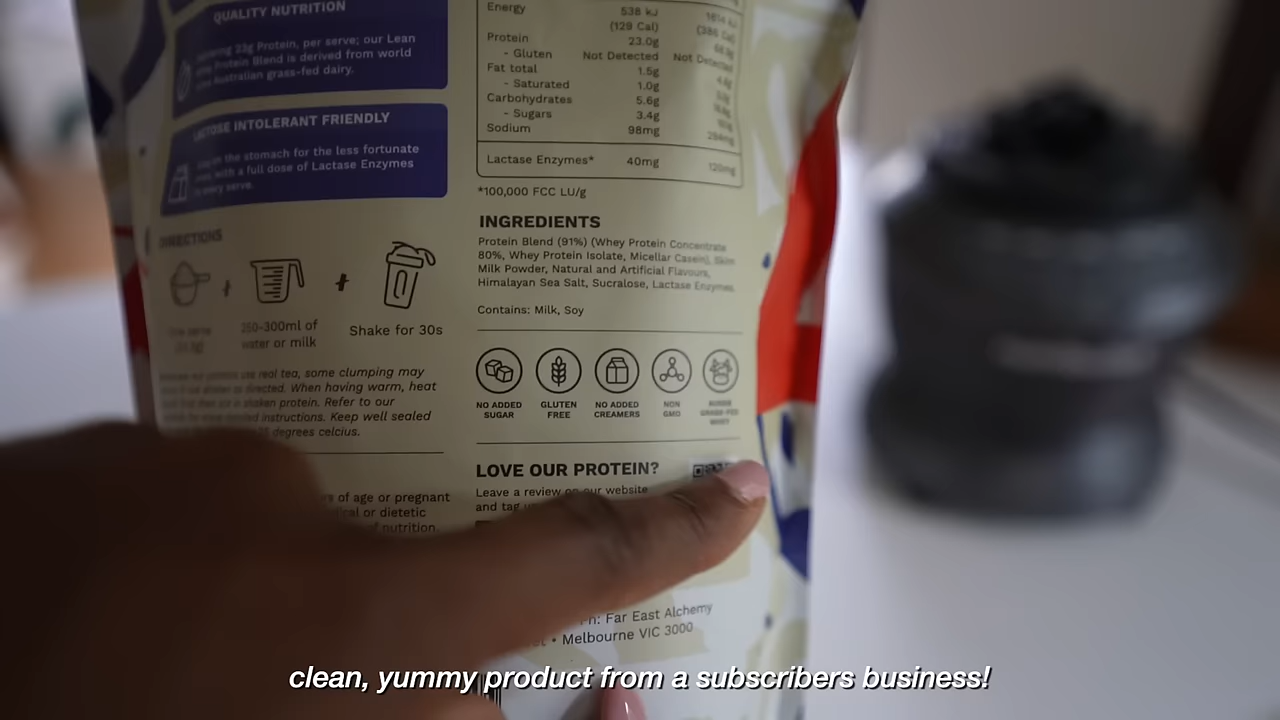 QUALITY NUTRITION
23g Protein, per serve; our Lean
Protein Blend is derived from world
Australian grass-fed dairy.
LACTOSE INTOLERANT FRIENDLY
on the stomach for the less fortunate
with a full dose of Lactase Enzymes
every serve.
DIRECTIONS
250-300ml of
water or milk
Shake for 30s
real tea, some clumping may
directed. When having warm, heat
protein. Refer to our
instructions. Keep well sealed
degrees celcius.
of age or pregnant
or dietetic
of nutrition.
Energy 538 kJ
(129 Cal)
Protein 23.0g
- Gluten Not Detected Not Detected
Fat total 1.5g
- Saturated 1.0g
Carbohydrates 5.6g
- Sugars 3.4g
Sodium 98mg
Lactase Enzymes* 40mg 120mg
*100,000 FCC LU/g
INGREDIENTS
Protein Blend (91%) (Whey Protein Concentrate
80%, Whey Protein Isolate, Micellar Casein), Skim
Milk Powder, Natural and Artificial Flavours,
Himalayan Sea Salt, Sucralose, Lactase Enzymes.
Contains: Milk, Soy
NO ADDED SUGAR
GLUTEN FREE
NO ADDED CREAMERS
NON GMO
LOVE OUR PROTEIN?
Leave a review on our website
and tag
Far East Alchemy
• Melbourne VIC 3000
clean, yummy product from a subscribers business!